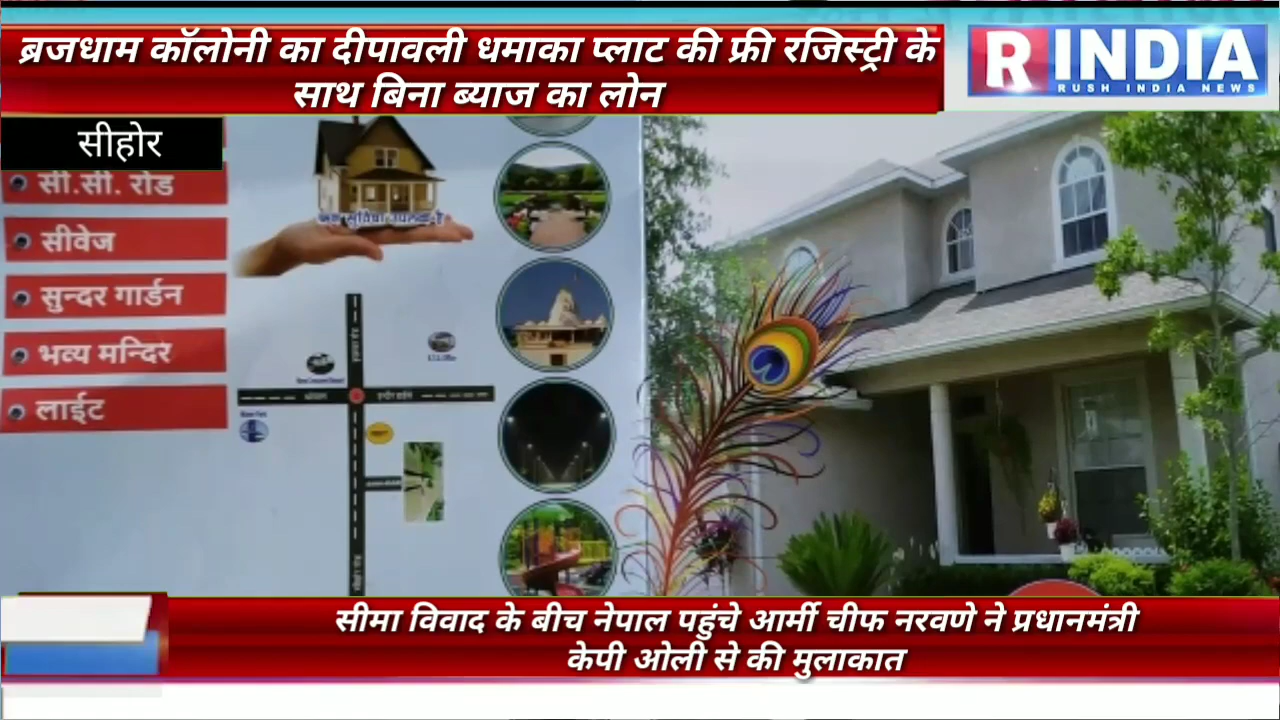 ब्रजधाम कॉलोनी का दीपावली धमाका प्लाट की फ्री रजिस्ट्री के
साथ बिना ब्याज का लोन
R INDIA
RUSH INDIA NEWS
सीहोर
सी.सी. रोड
सीवेज
सुन्दर गार्डन
भव्य मन्दिर
लाईट
सीमा विवाद के बीच नेपाल पहुंचे आर्मी चीफ नरवणे ने प्रधानमंत्री
केपी ओली से की मुलाकात